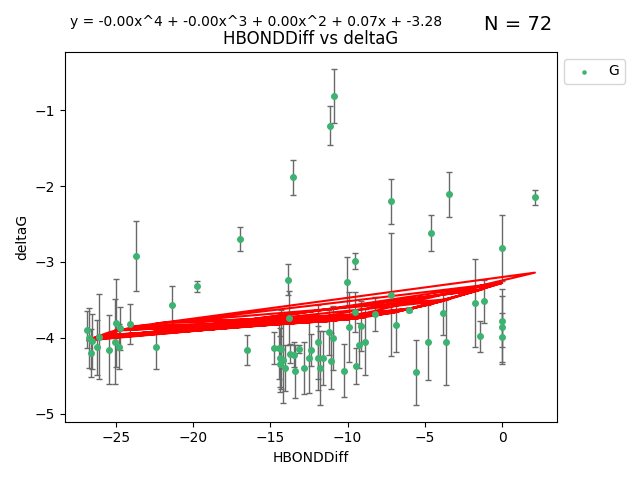 y = -0.00x^4 + -0.00x^3 + 0.00x^2 + 0.07x + -3.28
N = 72
HBONDDiff vs deltaG
G
deltaG
−1
−2
−3
−4
−5
−25
−20
−15
−10
−5
0
HBONDDiff